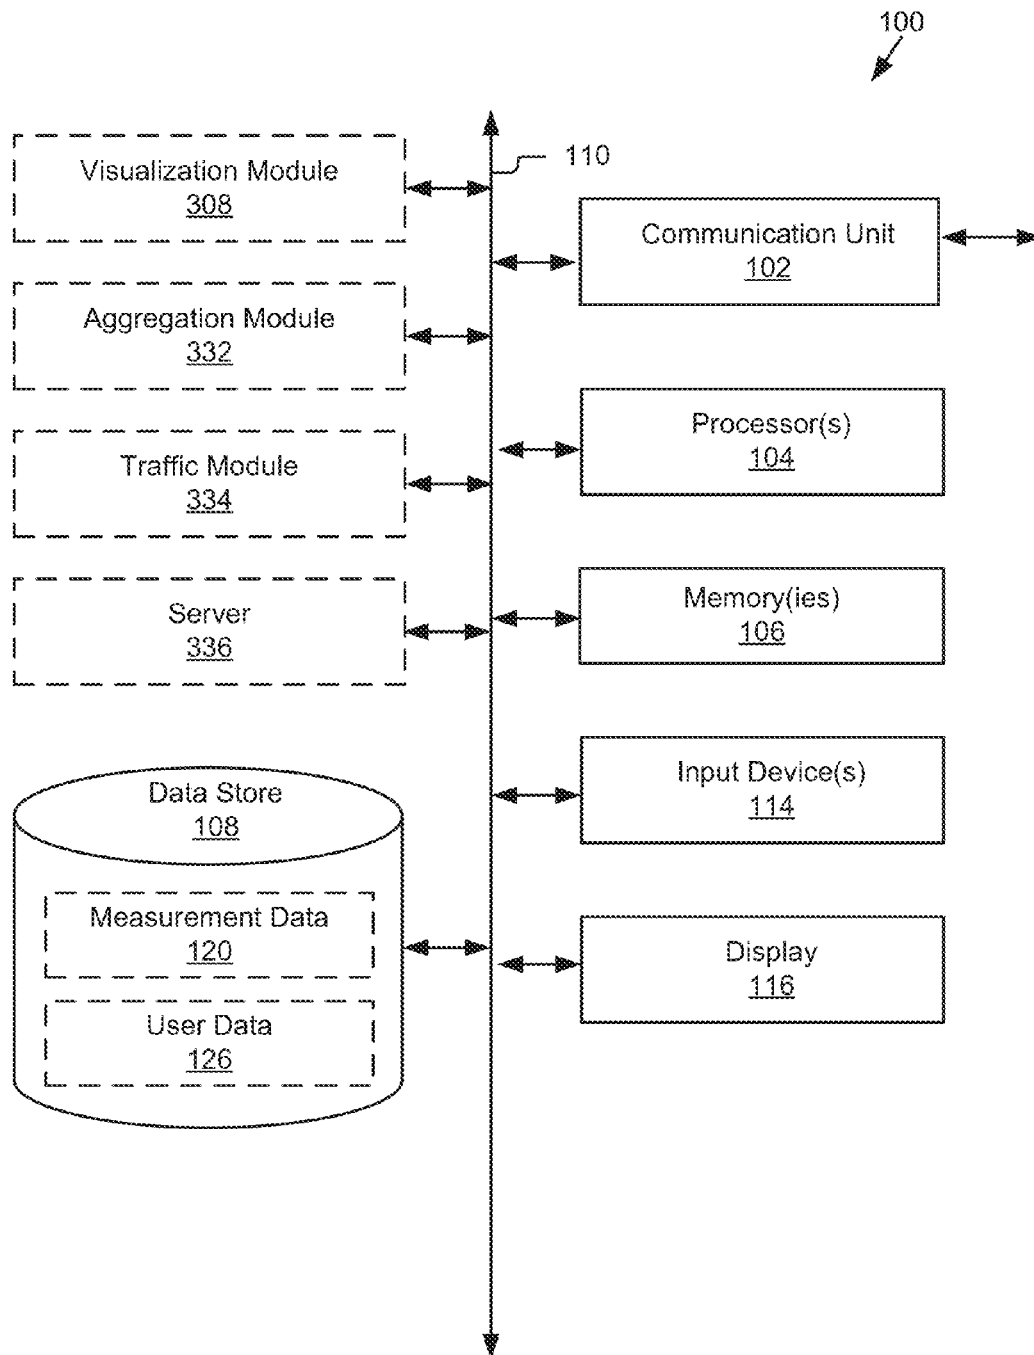 100
110
Visualization Module
308
Aggregation Module
332
Traffic Module
334
Server
336
Data Store
108
Measurement Data
120
User Data
126
Communication Unit
102
Processor(s)
104
Memory(ies)
106
Input Device(s)
114
Display
116